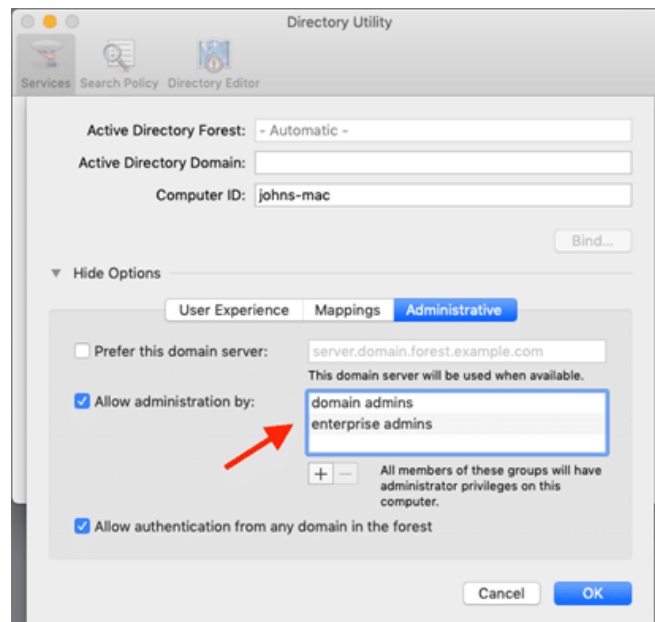 Directory Utility
Services Search Policy Directory Editor
Active Directory Forest: - Automatic -
Active Directory Domain:
Computer ID: johns-mac
Bind...
Hide Options
User Experience Mappings Administrative
Prefer this domain server: server.domain.forest.example.com
This domain server will be used when available.
Allow administration by: domain admins
enterprise admins
+ − All members of these groups will have
administrator privileges on this
computer.
Allow authentication from any domain in the forest
Cancel OK